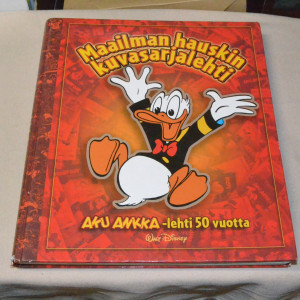 Maailman hauskin
kuvasarjalehti
AKU ANKKA -lehti 50 vuotta
Walt Disney